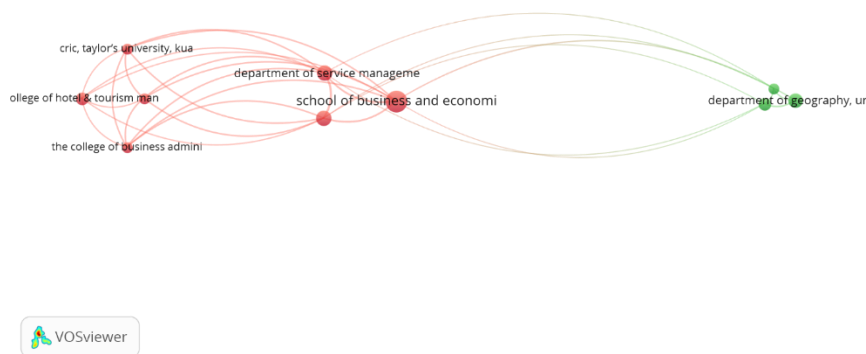 cric, taylor's university, kua
department of service manageme
ollege of hotel & tourism man
school of business and economi
department of geography, ur
the college of business admini
VOSviewer